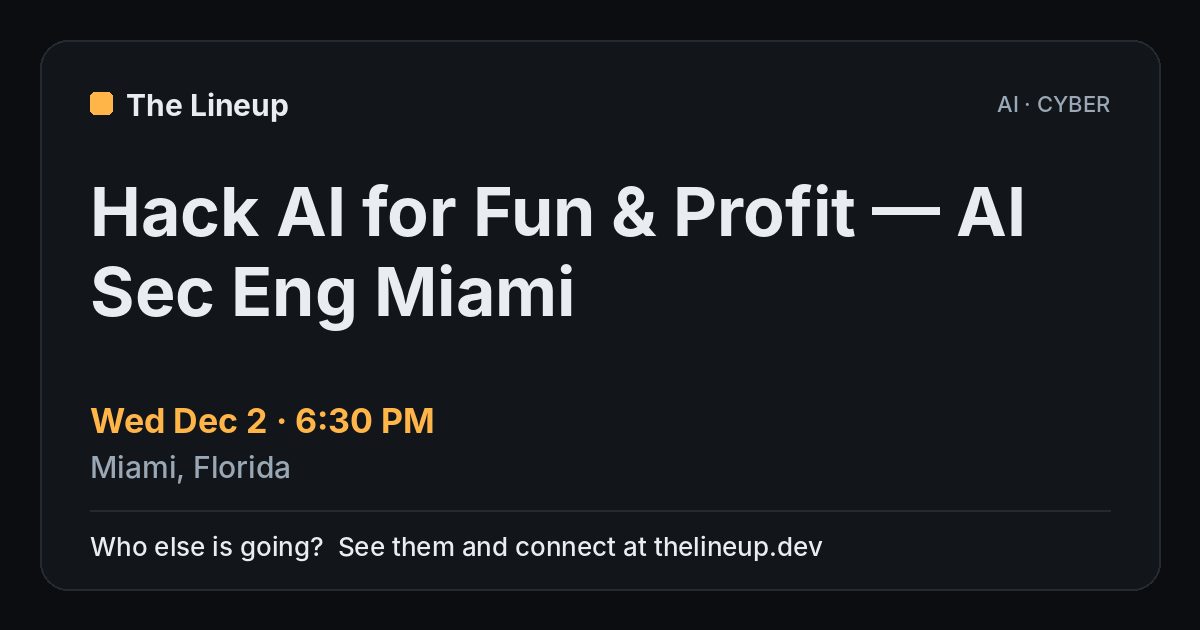 The Lineup
AI · CYBER
Hack AI for Fun & Profit — AI
Sec Eng Miami
Wed Dec 2 · 6:30 PM
Miami, Florida
Who else is going? See them and connect at thelineup.dev